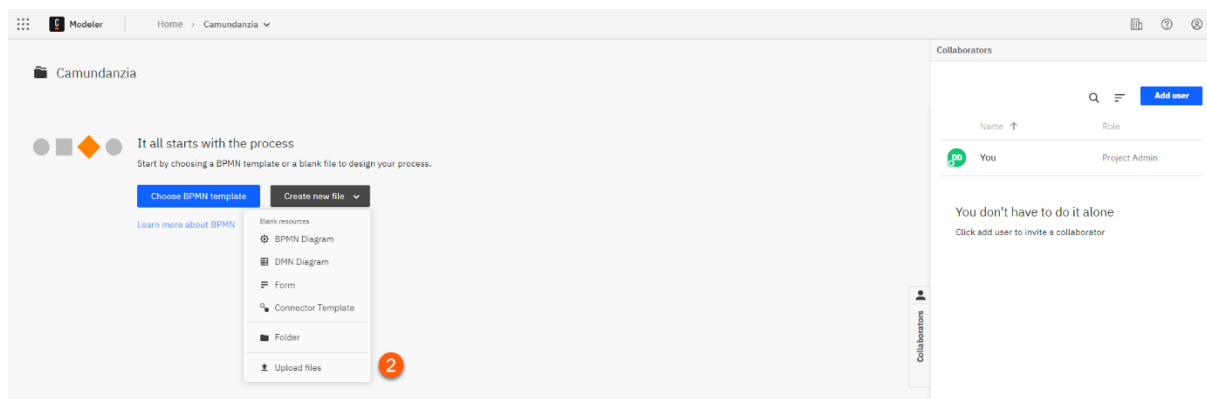 Modeler
Home > Camundanzia
Collaborators
Camundanzia
Add user
Name ↑ Role
It all starts with the process
Start by choosing a BPMN template or a blank file to design your process.
DD You Project Admin
Choose BPMN template Create new file
Learn more about BPMN
Blank resources
BPMN Diagram
DMN Diagram
Form
Connector Template
Folder
Upload files
2
You don't have to do it alone
Click add user to invite a collaborator
Collaborators